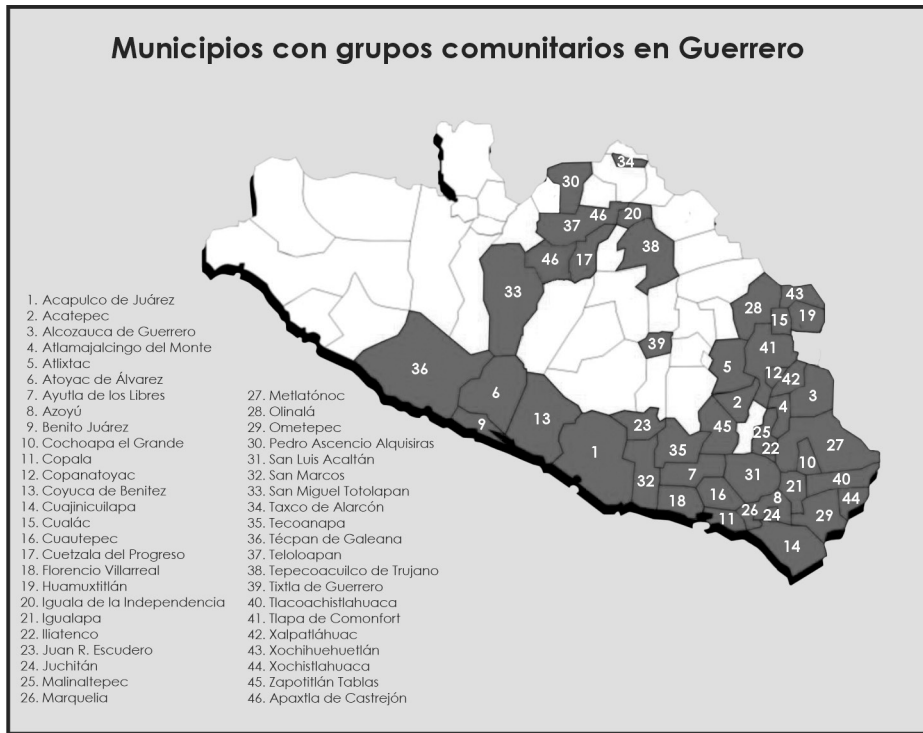 Municipios con grupos comunitarios en Guerrero
34
30
46
20
37
38
46
17
33
43
28
15
19
39
41
36
5
12
42
6
3
2
4
13
9
23
45
25
27
1
35
22
10
7
31
40
32
21
18
16
8
44
26
11
24
29
14
1. Acapulco de Juárez
2. Acatepec
3. Alcozauca de Guerrero
4. Atlamajalcingo del Monte
5. Atlixtac
6. Atoyac de Álvarez
7. Ayutla de los Libres
8. Azoyú
9. Benito Juárez
10. Cochoapa el Grande
11. Copala
12. Copanatoyac
13. Coyuca de Benitez
14. Cuajinicuilapa
15. Cualác
16. Cuautepec
17. Cuetzala del Progreso
18. Florencio Villarreal
19. Huamuxtitlán
20. Iguala de la Independencia
21. Igualapa
22. Iliatenco
23. Juan R. Escudero
24. Juchitán
25. Malinaltepec
26. Marquelia
27. Metlatónoc
28. Olinalá
29. Ometepec
30. Pedro Ascencio Alquisiras
31. San Luis Acaltán
32. San Marcos
33. San Miguel Totolapan
34. Taxco de Alarcón
35. Tecoanapa
36. Técpan de Galeana
37. Teloloapan
38. Tepecoacuilco de Trujano
39. Tixtla de Guerrero
40. Tlacoachistlahuaca
41. Tlapa de Comonfort
42. Xalpatláhuac
43. Xochihuehuetlán
44. Xochistlahuaca
45. Zapotitlán Tablas
46. Apaxtla de Castrejón